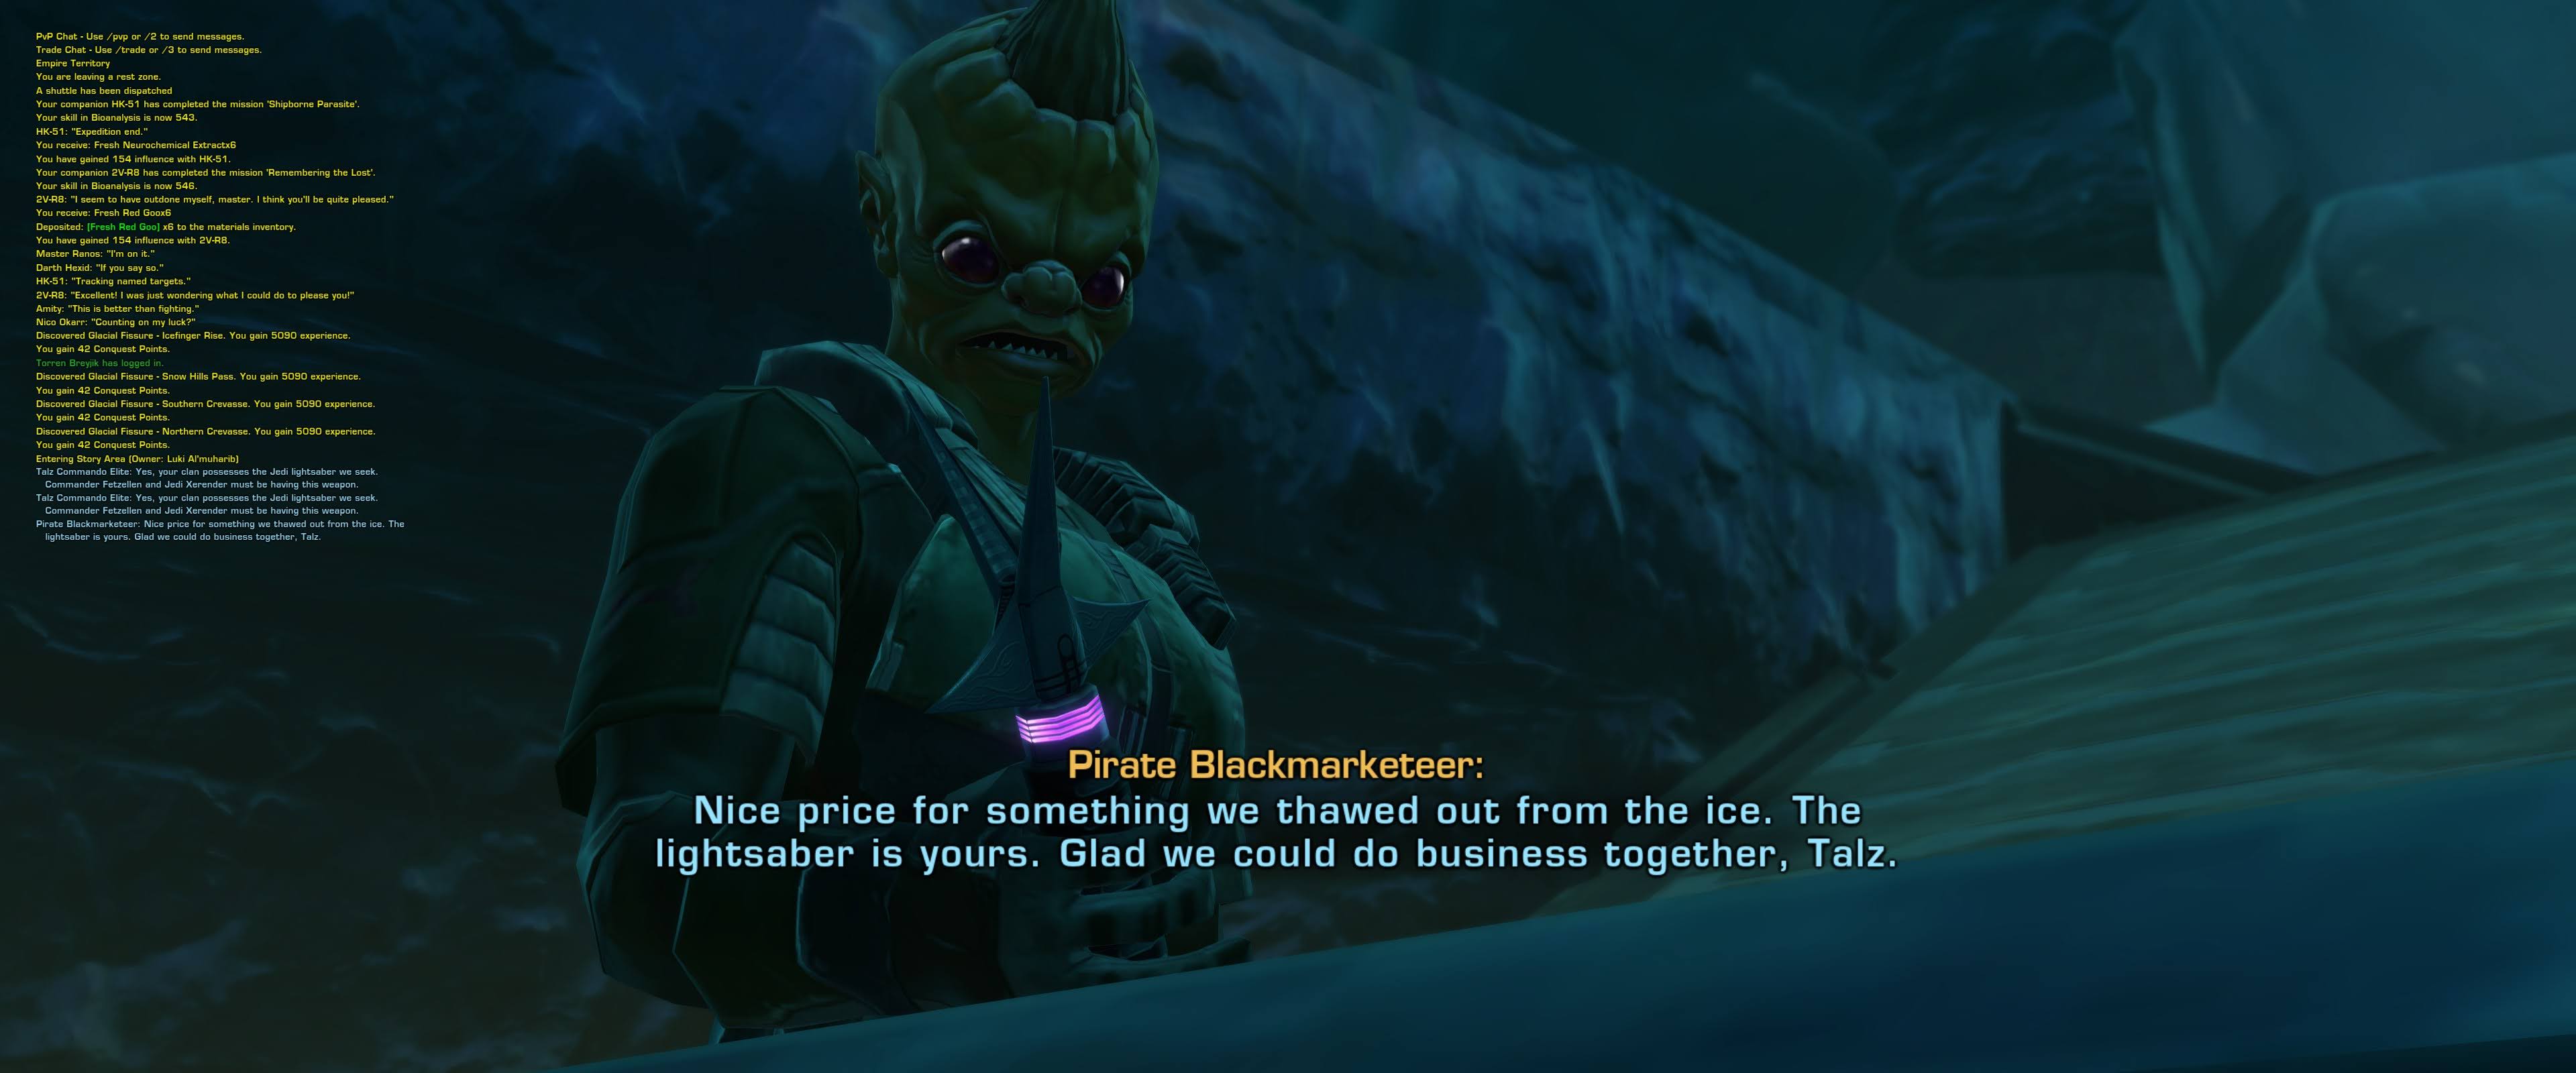 PvP Chat - Use /pvp or /2 to send messages.
Trade Chat - Use /trade or /3 to send messages.
Empire Territory
You are leaving a rest zone.
A shuttle has been dispatched
Your companion HK-51 has completed the mission 'Shipborne Parasite'.
Your skill in Bioanalysis is now 543.
HK-51: "Expedition end."
You receive: Fresh Neurochemical Extractx6
You have gained 154 influence with HK-51.
Your companion 2V-R8 has completed the mission 'Remembering the Lost'.
Your skill in Bioanalysis is now 546.
2V-R8: "I seem to have outdone myself, master. I think you'll be quite pleased."
You receive: Fresh Red Goox6
Deposited: [Fresh Red Goo] x6 to the materials inventory.
You have gained 154 influence with 2V-R8.
Master Ranos: "I'm on it."
Darth Hexid: "If you say so."
HK-51: "Tracking named targets."
2V-R8: "Excellent! I was just wondering what I could do to please you!"
Amity: "This is better than fighting."
Nico Okarr: "Counting on my luck?"
Discovered Glacial Fissure - Icefinger Rise. You gain 5090 experience.
You gain 42 Conquest Points.
Torren Breyjik has logged in.
Discovered Glacial Fissure - Snow Hills Pass. You gain 5090 experience.
You gain 42 Conquest Points.
Discovered Glacial Fissure - Southern Crevasse. You gain 5090 experience.
You gain 42 Conquest Points.
Discovered Glacial Fissure - Northern Crevasse. You gain 5090 experience.
You gain 42 Conquest Points.
Entering Story Area (Owner: Luki Al'muharib)
Talz Commando Elite: Yes, your clan possesses the Jedi lightsaber we seek.
Commander Fetzellen and Jedi Xerender must be having this weapon.
Talz Commando Elite: Yes, your clan possesses the Jedi lightsaber we seek.
Commander Fetzellen and Jedi Xerender must be having this weapon.
Pirate Blackmarketeer: Nice price for something we thawed out from the ice. The
lightsaber is yours. Glad we could do business together, Talz.
Pirate Blackmarketeer:
Nice price for something we thawed out from the ice. The
lightsaber is yours. Glad we could do business together, Talz.